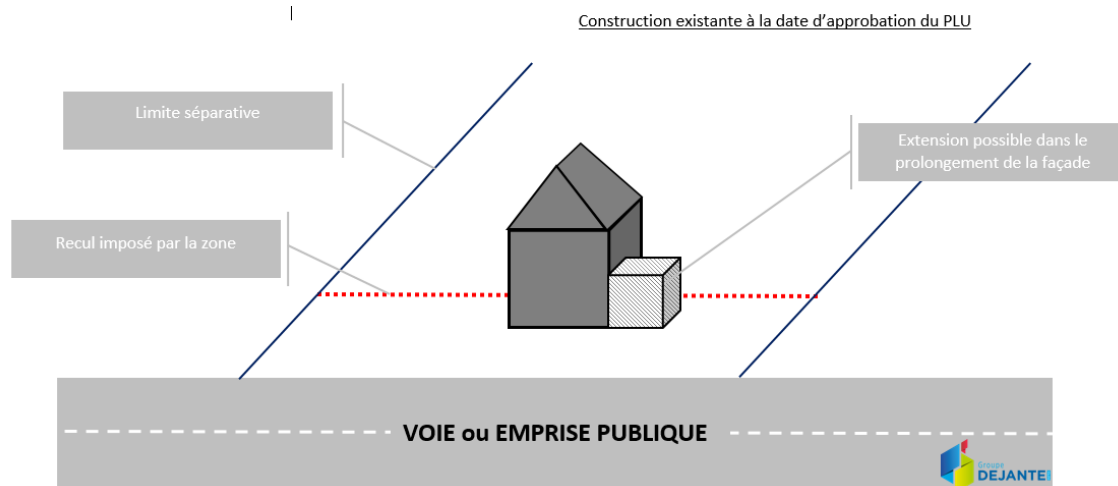 Construction existante à la date d'approbation du PLU
Limite séparative
Extension possible dans le
prolongement de la façade
Recul imposé par la zone
VOIE ou EMPRISE PUBLIQUE
Groupe
DEJANTE